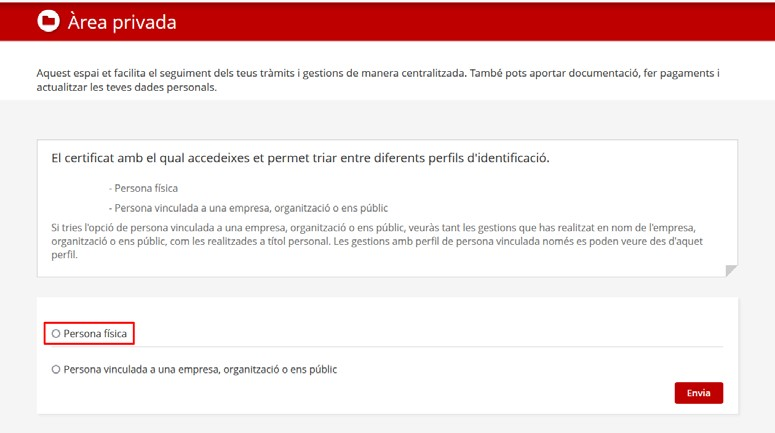 Àrea privada
Aquest espai et facilita el seguiment dels teus tràmits i gestions de manera centralitzada. També pots aportar documentació, fer pagaments i
actualitzar les teves dades personals.
El certificat amb el qual accedeixes et permet triar entre diferents perfils d'identificació.
- Persona física
- Persona vinculada a una empresa, organització o ens públic
Si tries l'opció de persona vinculada a una empresa, organització o ens públic, veuràs tant les gestions que has realitzat en nom de l'empresa,
organització o ens públic, com les realitzades a títol personal. Les gestions amb perfil de persona vinculada només es poden veure des d'aquet
perfil.
Persona física
Persona vinculada a una empresa, organització o ens públic
Envia